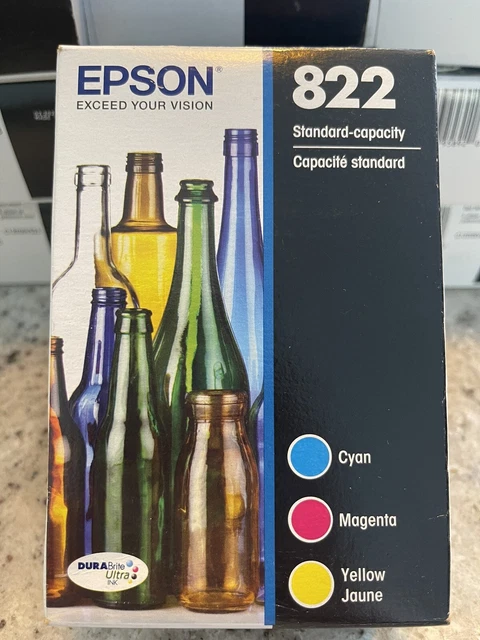 EPSON®
EXCEED YOUR VISION
822
Standard-capacity
Capacité standard
Cyan
Magenta
Yellow
Jaune
DURABrite
Ultra
INK